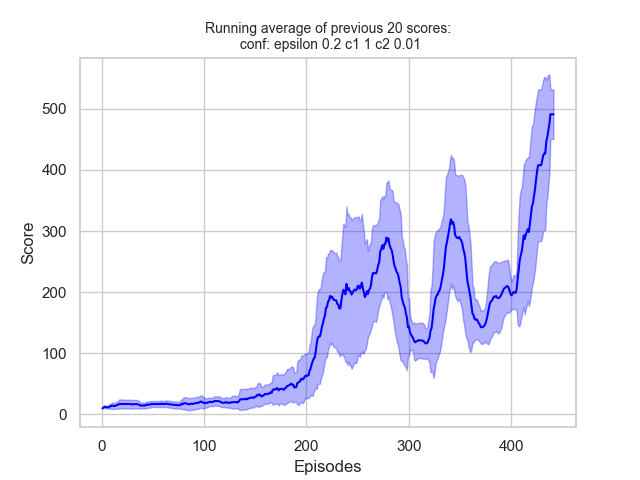 Running average of previous 20 scores:
conf: epsilon 0.2 c1 1 c2 0.01
Score
500
400
300
200
100
0
0 100 200 300 400
Episodes